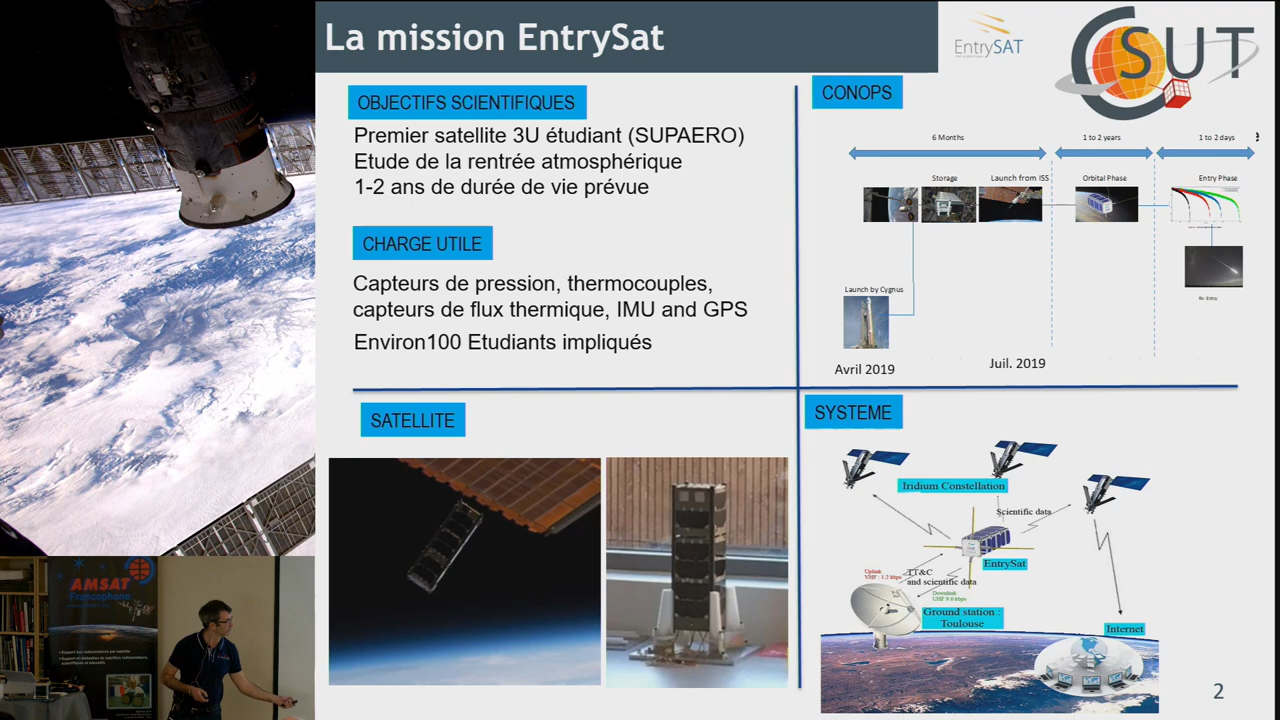 La mission EntrySat
EntrySAT
CSUT
OBJECTIFS SCIENTIFIQUES
Premier satellite 3U étudiant (SUPAERO)
Etude de la rentrée atmosphérique
1-2 ans de durée de vie prévue
CHARGE UTILE
Capteurs de pression, thermocouples,
capteurs de flux thermique, IMU and GPS
Environ100 Etudiants impliqués
CONOPS
6 Months
1 to 2 years
1 to 2 days
Storage
Launch from ISS
Orbital Phase
Entry Phase
Launch by Cygnus
Re-Entry
Avril 2019
Juil. 2019
SATELLITE
SYSTEME
Iridium Constellation
Scientific data
EntrySat
Uplink
VHF : 1.2 kbps
TT&C
and scientific data
Downlink
UHF 9.6 kbps
Ground station :
Toulouse
Internet
2
AMSAT
Francophone